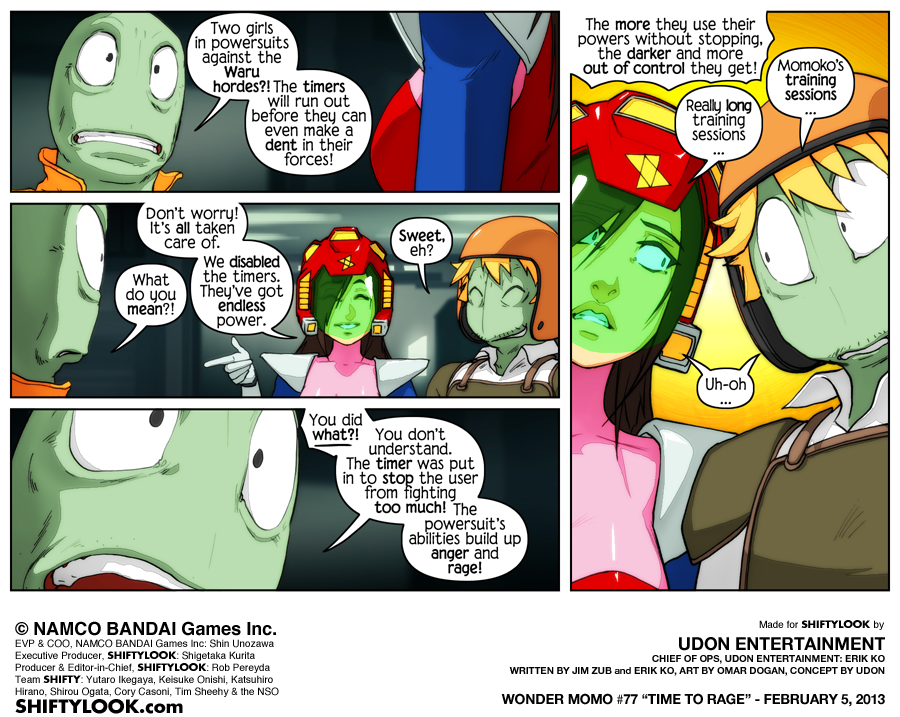 Two girls
in powersuits
against the
Waru
hordes?!
The timers
will run out
before they can
even make a
dent in their
forces!
Don't worry!
It's all taken
care of.
What
do you
mean?!
We disabled
the timers.
They've got
endless
power.
Sweet,
eh?
You did
what?!
You don't
understand.
The timer was put
in to stop the user
from fighting
too much!
The
powersuit's
abilities build up
anger and
rage!
The more they use their
powers without stopping,
the darker and more
out of control they get!
Really long
training
sessions
...
Momoko's
training
sessions
...
Uh-oh
...
© NAMCO BANDAI Games Inc.
EVP & COO, NAMCO BANDAI Games Inc: Shin Unozawa
Executive Producer, SHIFTYLOOK: Shigetaka Kurita
Producer & Editor-in-Chief, SHIFTYLOOK: Rob Pereyda
Team SHIFTY: Yutaro Ikegaya, Keisuke Onishi, Katsuhiro
Hirano, Shirou Ogata, Cory Casoni, Tim Sheehy & the NSO
SHIFTYLOOK.com
Made for SHIFTYLOOK by
UDON ENTERTAINMENT
CHIEF OF OPS, UDON ENTERTAINMENT: ERIK KO
WRITTEN BY JIM ZUB and ERIK KO, ART BY OMAR DOGAN, CONCEPT BY UDON
WONDER MOMO #77 “TIME TO RAGE” - FEBRUARY 5, 2013